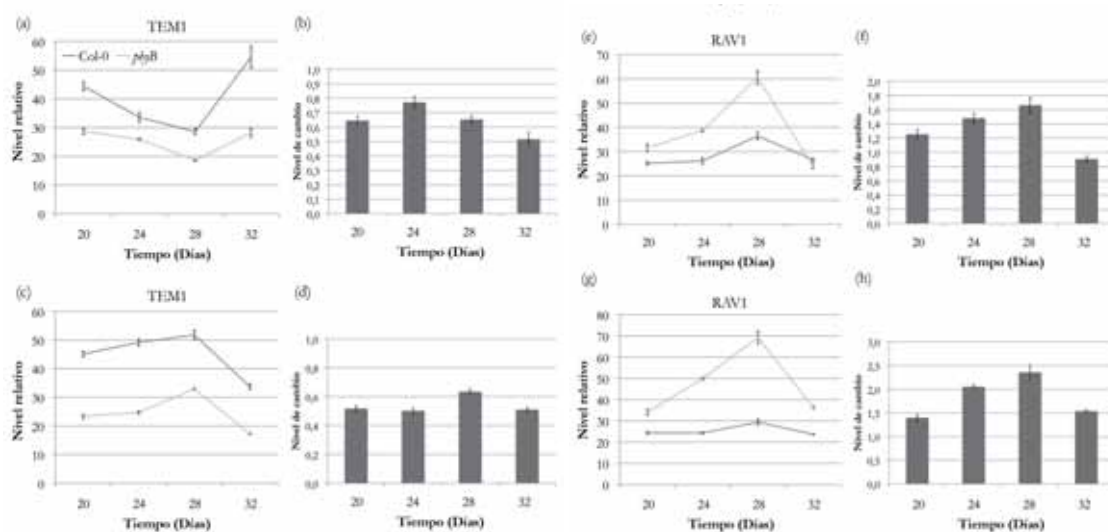 (a)
TEM1
Col-0
phyB
Nivel relativo
60
50
40
30
20
10
0
20 24 28 32
Tiempo (Días)
(b)
Nivel de cambio
1,0
0,9
0,8
0,7
0,6
0,5
0,4
0,3
0,2
0,1
0,0
20 24 28 32
Tiempo (Días)
(e)
RAV1
Nivel relativo
70
60
50
40
30
20
10
0
20 24 28 32
Tiempo (Días)
(f)
Nivel de cambio
2,0
1,8
1,6
1,4
1,2
1,0
0,8
0,6
0,4
0,2
0,0
20 24 28 32
Tiempo (Días)
(c)
TEM1
Nivel relativo
60
50
40
30
20
10
0
20 24 28 32
Tiempo (Días)
(d)
Nivel de cambio
1,0
0,8
0,6
0,4
0,2
0,0
20 24 28 32
Tiempo (Días)
(g)
RAV1
Nivel relativo
80
70
60
50
40
30
20
10
0
20 24 28 32
Tiempo (Días)
(h)
Nivel de cambio
3,0
2,5
2,0
1,5
1,0
0,5
0,0
20 24 28 32
Tiempo (Días)